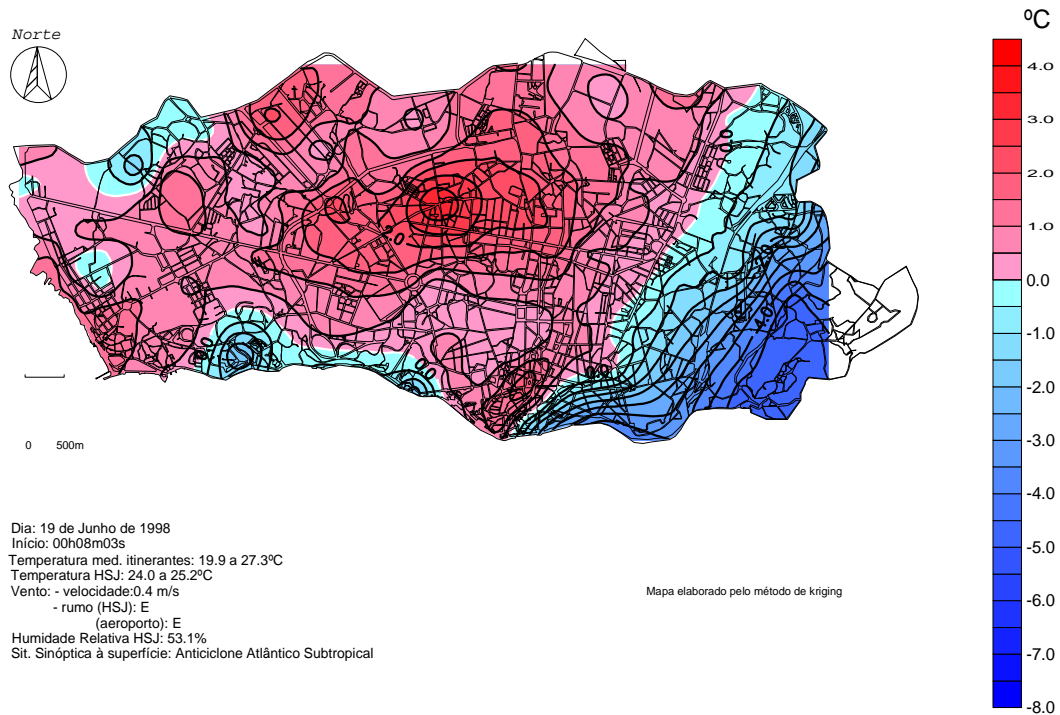 ºC
Norte
4.0
3.0
2.0
1.0
0.0
-1.0
-2.0
-3.0
-4.0
-5.0
-6.0
-7.0
-8.0
0 500m
Dia: 19 de Junho de 1998
Início: 00h08m03s
Temperatura med. itinerantes: 19.9 a 27.3ºC
Temperatura HSJ: 24.0 a 25.2ºC
Vento: - velocidade:0.4 m/s
- rumo (HSJ): E
(aeroporto): E
Humidade Relativa HSJ: 53.1%
Sit. Sinóptica à superfície: Anticiclone Atlântico Subtropical
Mapa elaborado pelo método de kriging